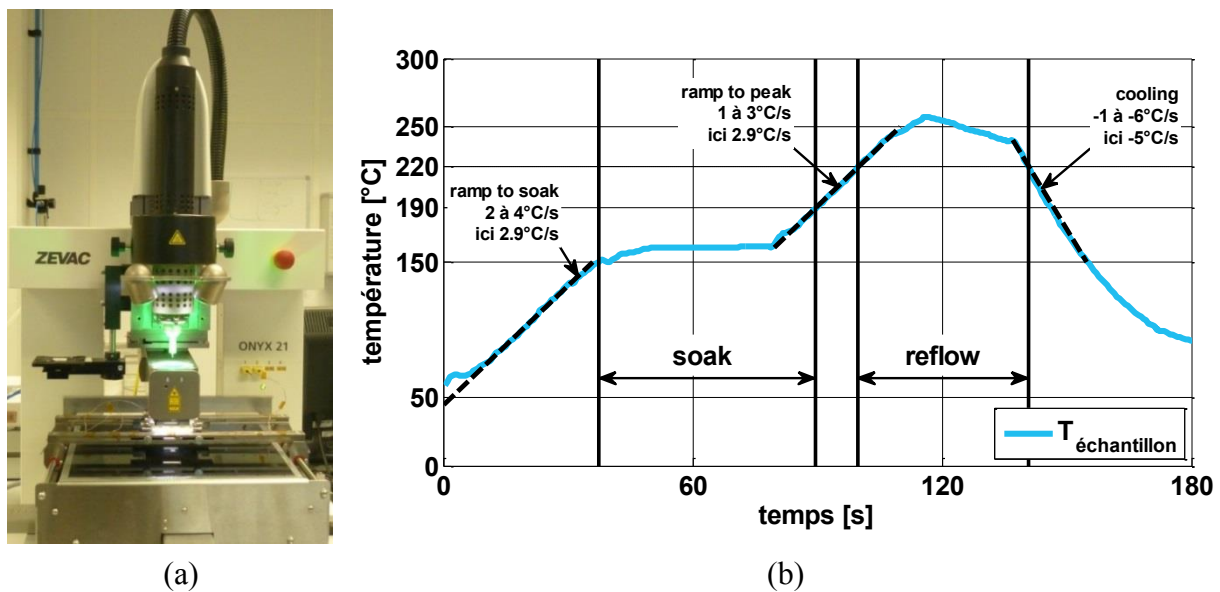 ZEVAC
ONYX 21
(a)
300
250
220
190
150
50
0
température [°C]
ramp to soak
2 à 4°C/s
ici 2.9°C/s
ramp to peak
1 à 3°C/s
ici 2.9°C/s
cooling
-1 à -6°C/s
ici -5°C/s
soak
reflow
T échantillon
0
60
120
180
temps [s]
(b)